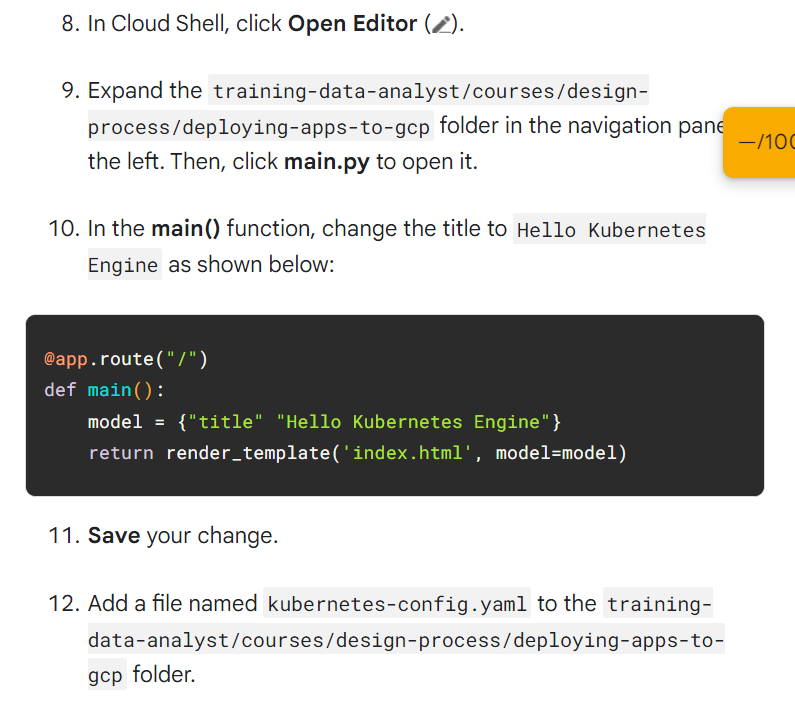 8. In Cloud Shell, click Open Editor ( ).
9. Expand the training-data-analyst/courses/design-
process/deploying-apps-to-gcp folder in the navigation pane
the left. Then, click main.py to open it.
—/100
10. In the main() function, change the title to Hello Kubernetes
Engine as shown below:
@app.route("/")
def main():
    model = {"title" "Hello Kubernetes Engine"}
    return render_template('index.html', model=model)
11. Save your change.
12. Add a file named kubernetes-config.yaml to the training-
data-analyst/courses/design-process/deploying-apps-to-
gcp folder.